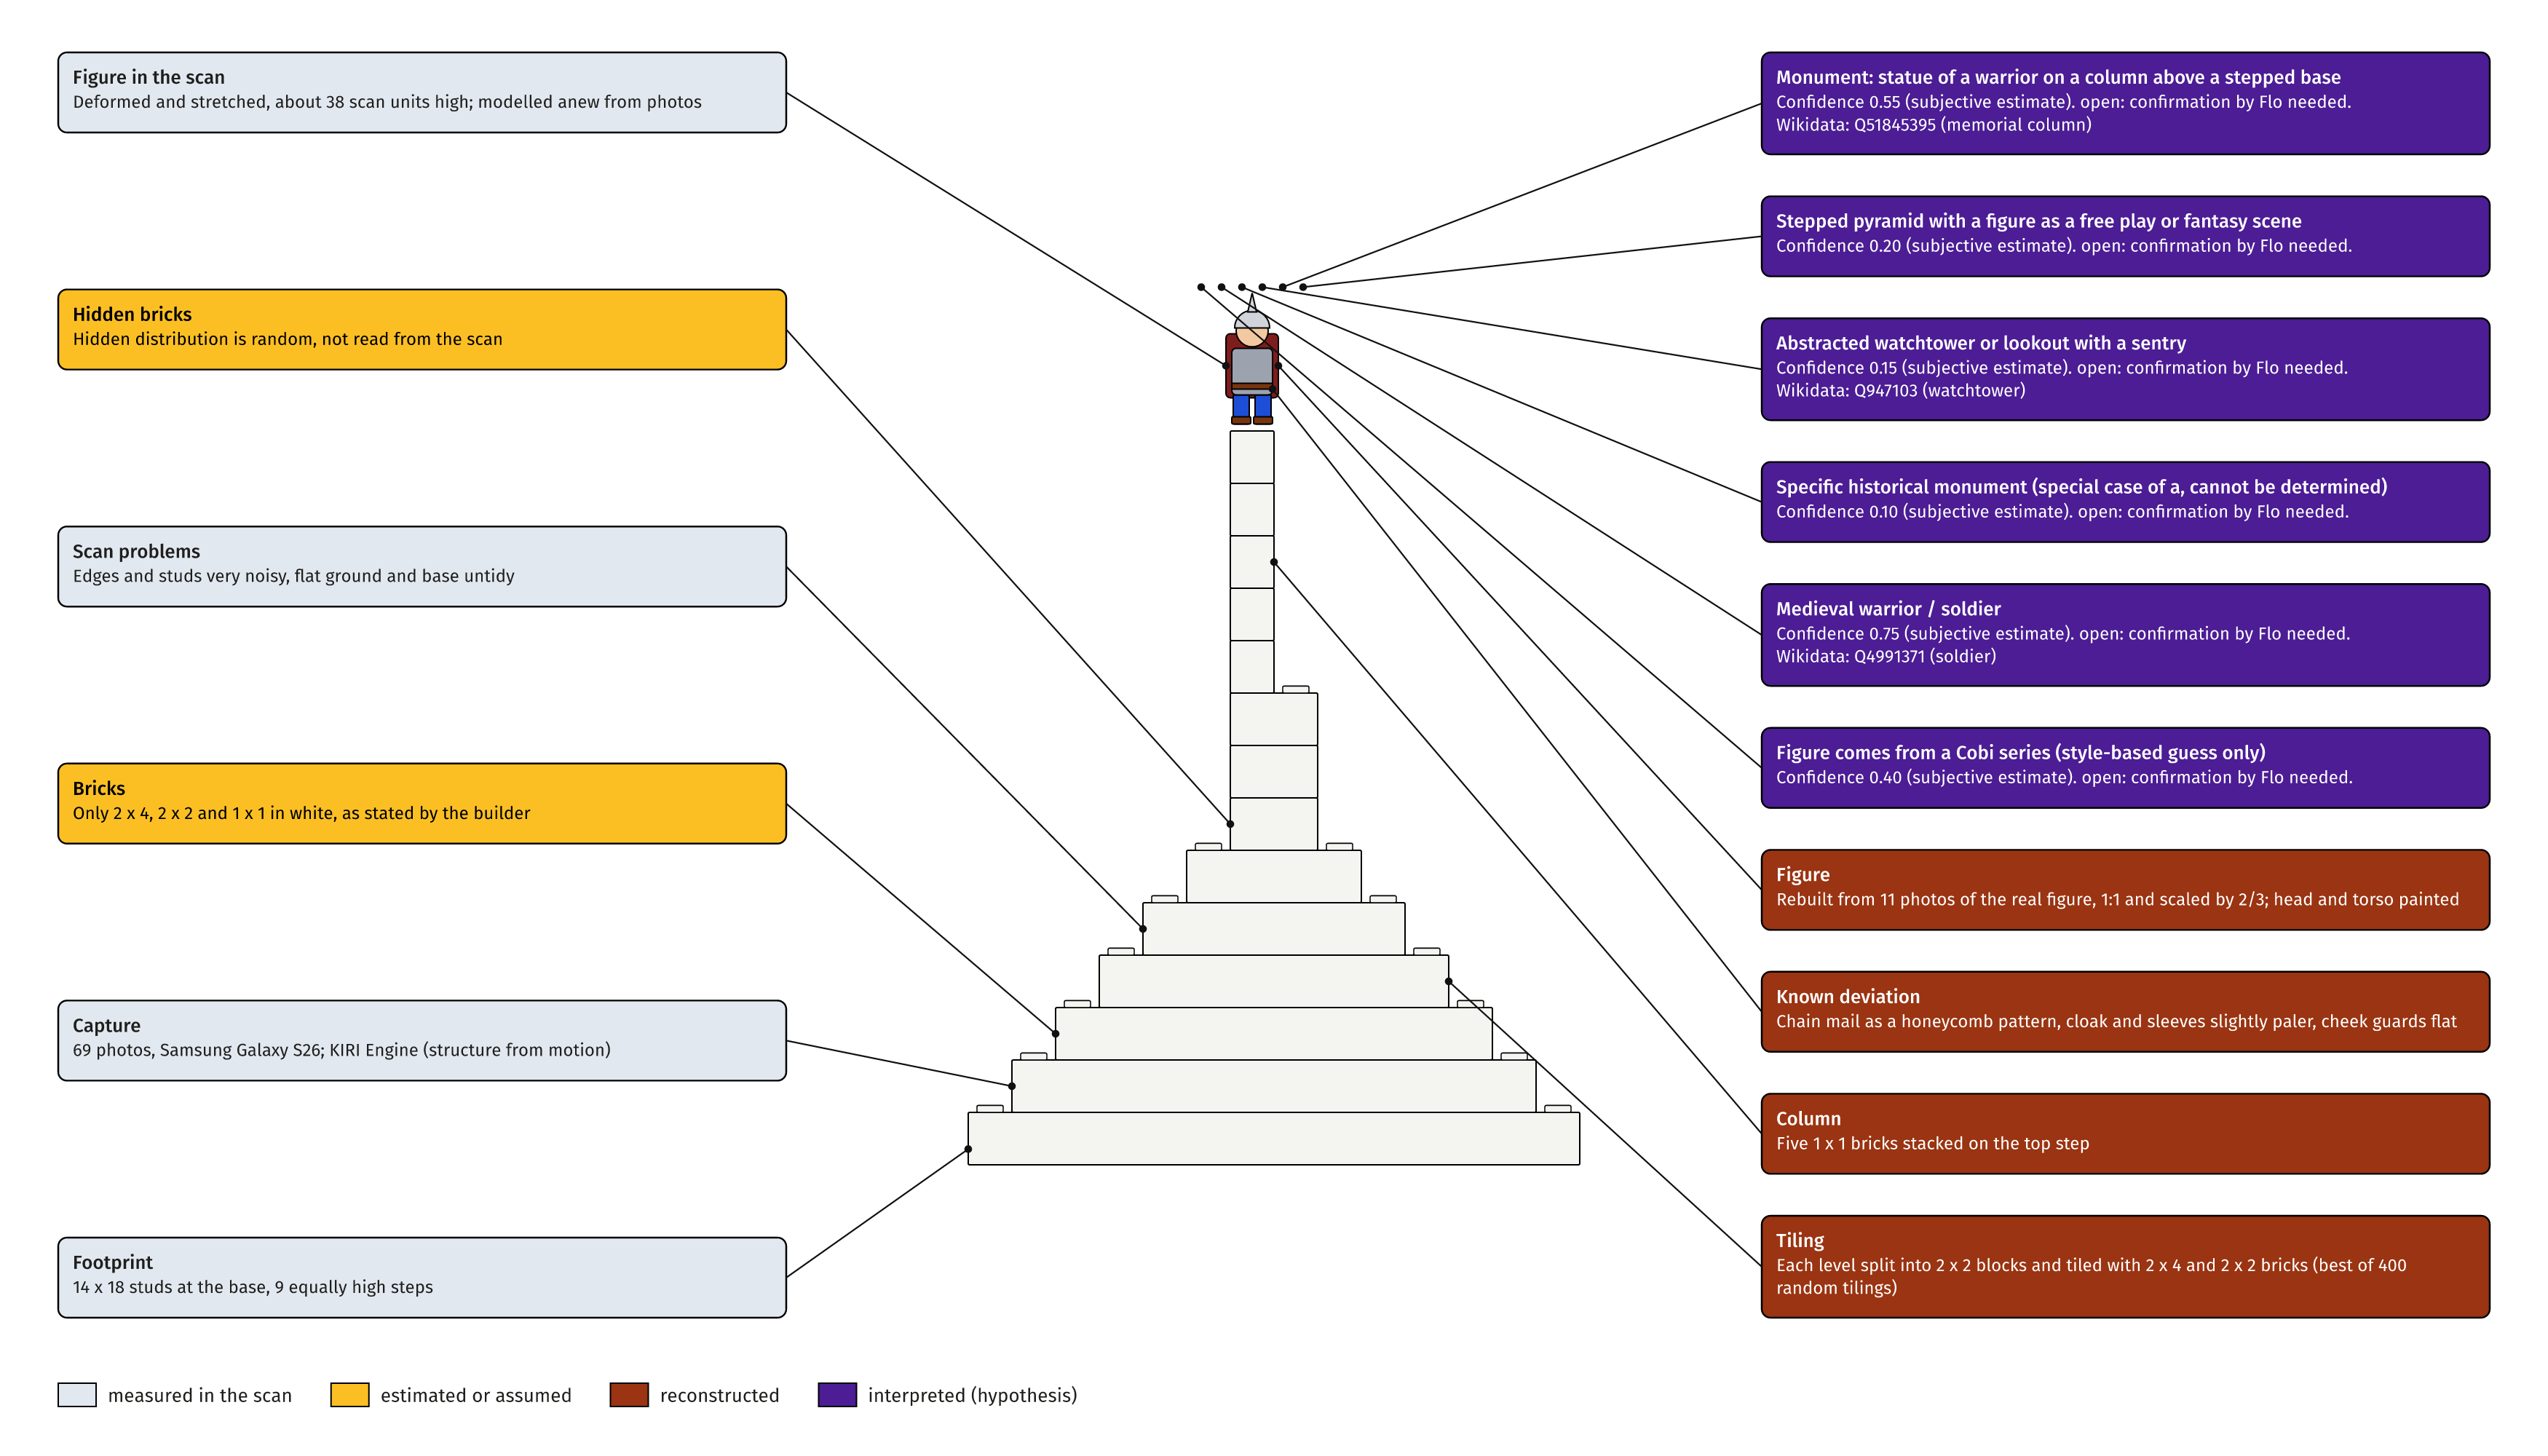 Figure in the scan
Deformed and stretched, about 38 scan units high; modelled anew from photos
Hidden bricks
Hidden distribution is random, not read from the scan
Scan problems
Edges and studs very noisy, flat ground and base untidy
Bricks
Only 2 x 4, 2 x 2 and 1 x 1 in white, as stated by the builder
Capture
69 photos, Samsung Galaxy S26; KIRI Engine (structure from motion)
Footprint
14 x 18 studs at the base, 9 equally high steps
Monument: statue of a warrior on a column above a stepped base
Confidence 0.55 (subjective estimate). open: confirmation by Flo needed.
Wikidata: Q51845395 (memorial column)
Stepped pyramid with a figure as a free play or fantasy scene
Confidence 0.20 (subjective estimate). open: confirmation by Flo needed.
Abstracted watchtower or lookout with a sentry
Confidence 0.15 (subjective estimate). open: confirmation by Flo needed.
Wikidata: Q947103 (watchtower)
Specific historical monument (special case of a, cannot be determined)
Confidence 0.10 (subjective estimate). open: confirmation by Flo needed.
Medieval warrior / soldier
Confidence 0.75 (subjective estimate). open: confirmation by Flo needed.
Wikidata: Q4991371 (soldier)
Figure comes from a Cobi series (style-based guess only)
Confidence 0.40 (subjective estimate). open: confirmation by Flo needed.
Figure
Rebuilt from 11 photos of the real figure, 1:1 and scaled by 2/3; head and torso painted
Known deviation
Chain mail as a honeycomb pattern, cloak and sleeves slightly paler, cheek guards flat
Column
Five 1 x 1 bricks stacked on the top step
Tiling
Each level split into 2 x 2 blocks and tiled with 2 x 4 and 2 x 2 bricks (best of 400
random tilings)
measured in the scan
estimated or assumed
reconstructed
interpreted (hypothesis)